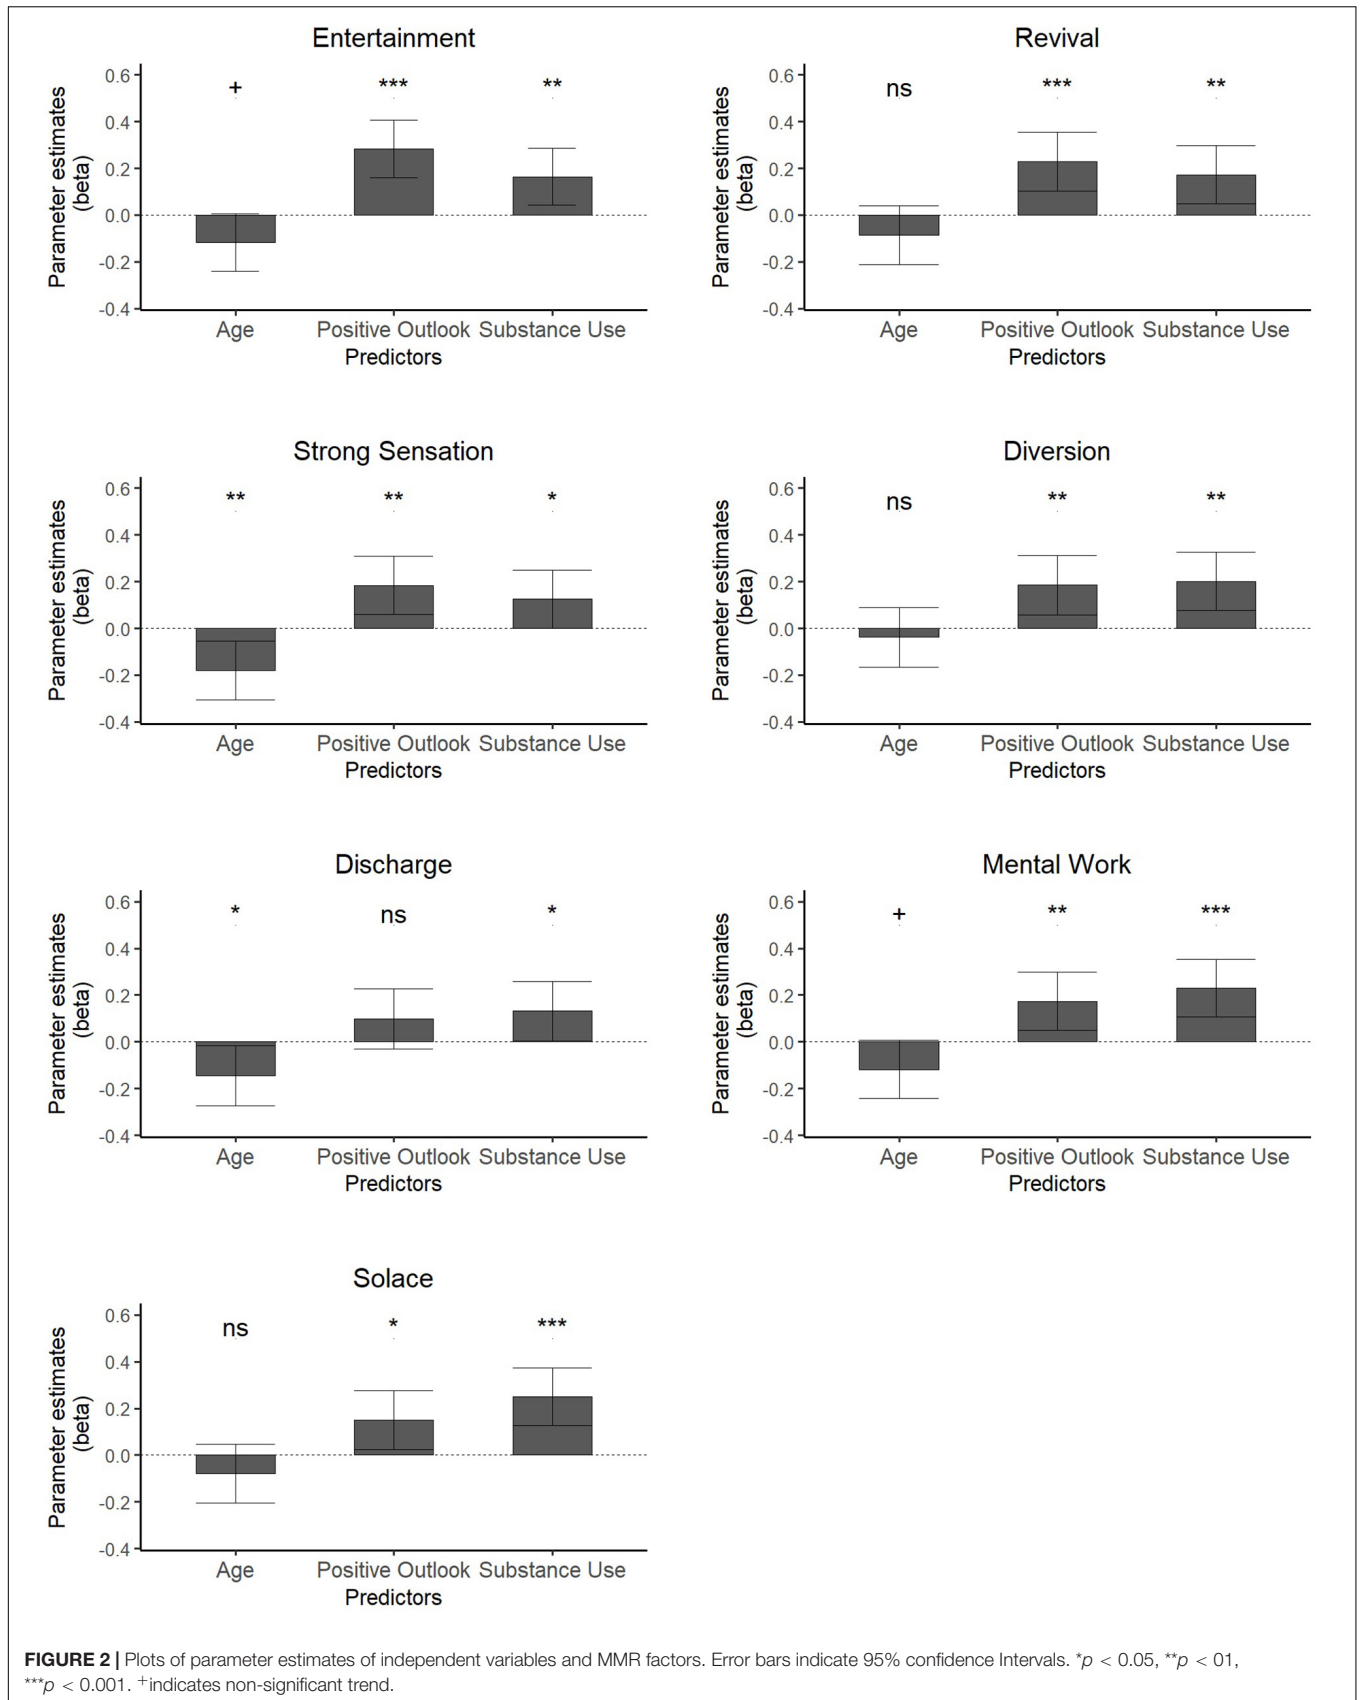 Entertainment
Parameter estimates
(beta)
0.6
0.4
0.2
0.0
-0.2
-0.4
+
***
**
Age
Positive Outlook
Substance Use
Predictors
Revival
Parameter estimates
(beta)
0.6
0.4
0.2
0.0
-0.2
-0.4
ns
***
**
Age
Positive Outlook
Substance Use
Predictors
Strong Sensation
Parameter estimates
(beta)
0.6
0.4
0.2
0.0
-0.2
-0.4
**
**
*
Age
Positive Outlook
Substance Use
Predictors
Diversion
Parameter estimates
(beta)
0.6
0.4
0.2
0.0
-0.2
-0.4
ns
**
**
Age
Positive Outlook
Substance Use
Predictors
Discharge
Parameter estimates
(beta)
0.6
0.4
0.2
0.0
-0.2
-0.4
*
ns
*
Age
Positive Outlook
Substance Use
Predictors
Mental Work
Parameter estimates
(beta)
0.6
0.4
0.2
0.0
-0.2
-0.4
+
**
***
Age
Positive Outlook
Substance Use
Predictors
Solace
Parameter estimates
(beta)
0.6
0.4
0.2
0.0
-0.2
-0.4
ns
*
***
Age
Positive Outlook
Substance Use
Predictors
FIGURE 2 | Plots of parameter estimates of independent variables and MMR factors. Error bars indicate 95% confidence Intervals. *p < 0.05, **p < 01,
***p < 0.001. +indicates non-significant trend.